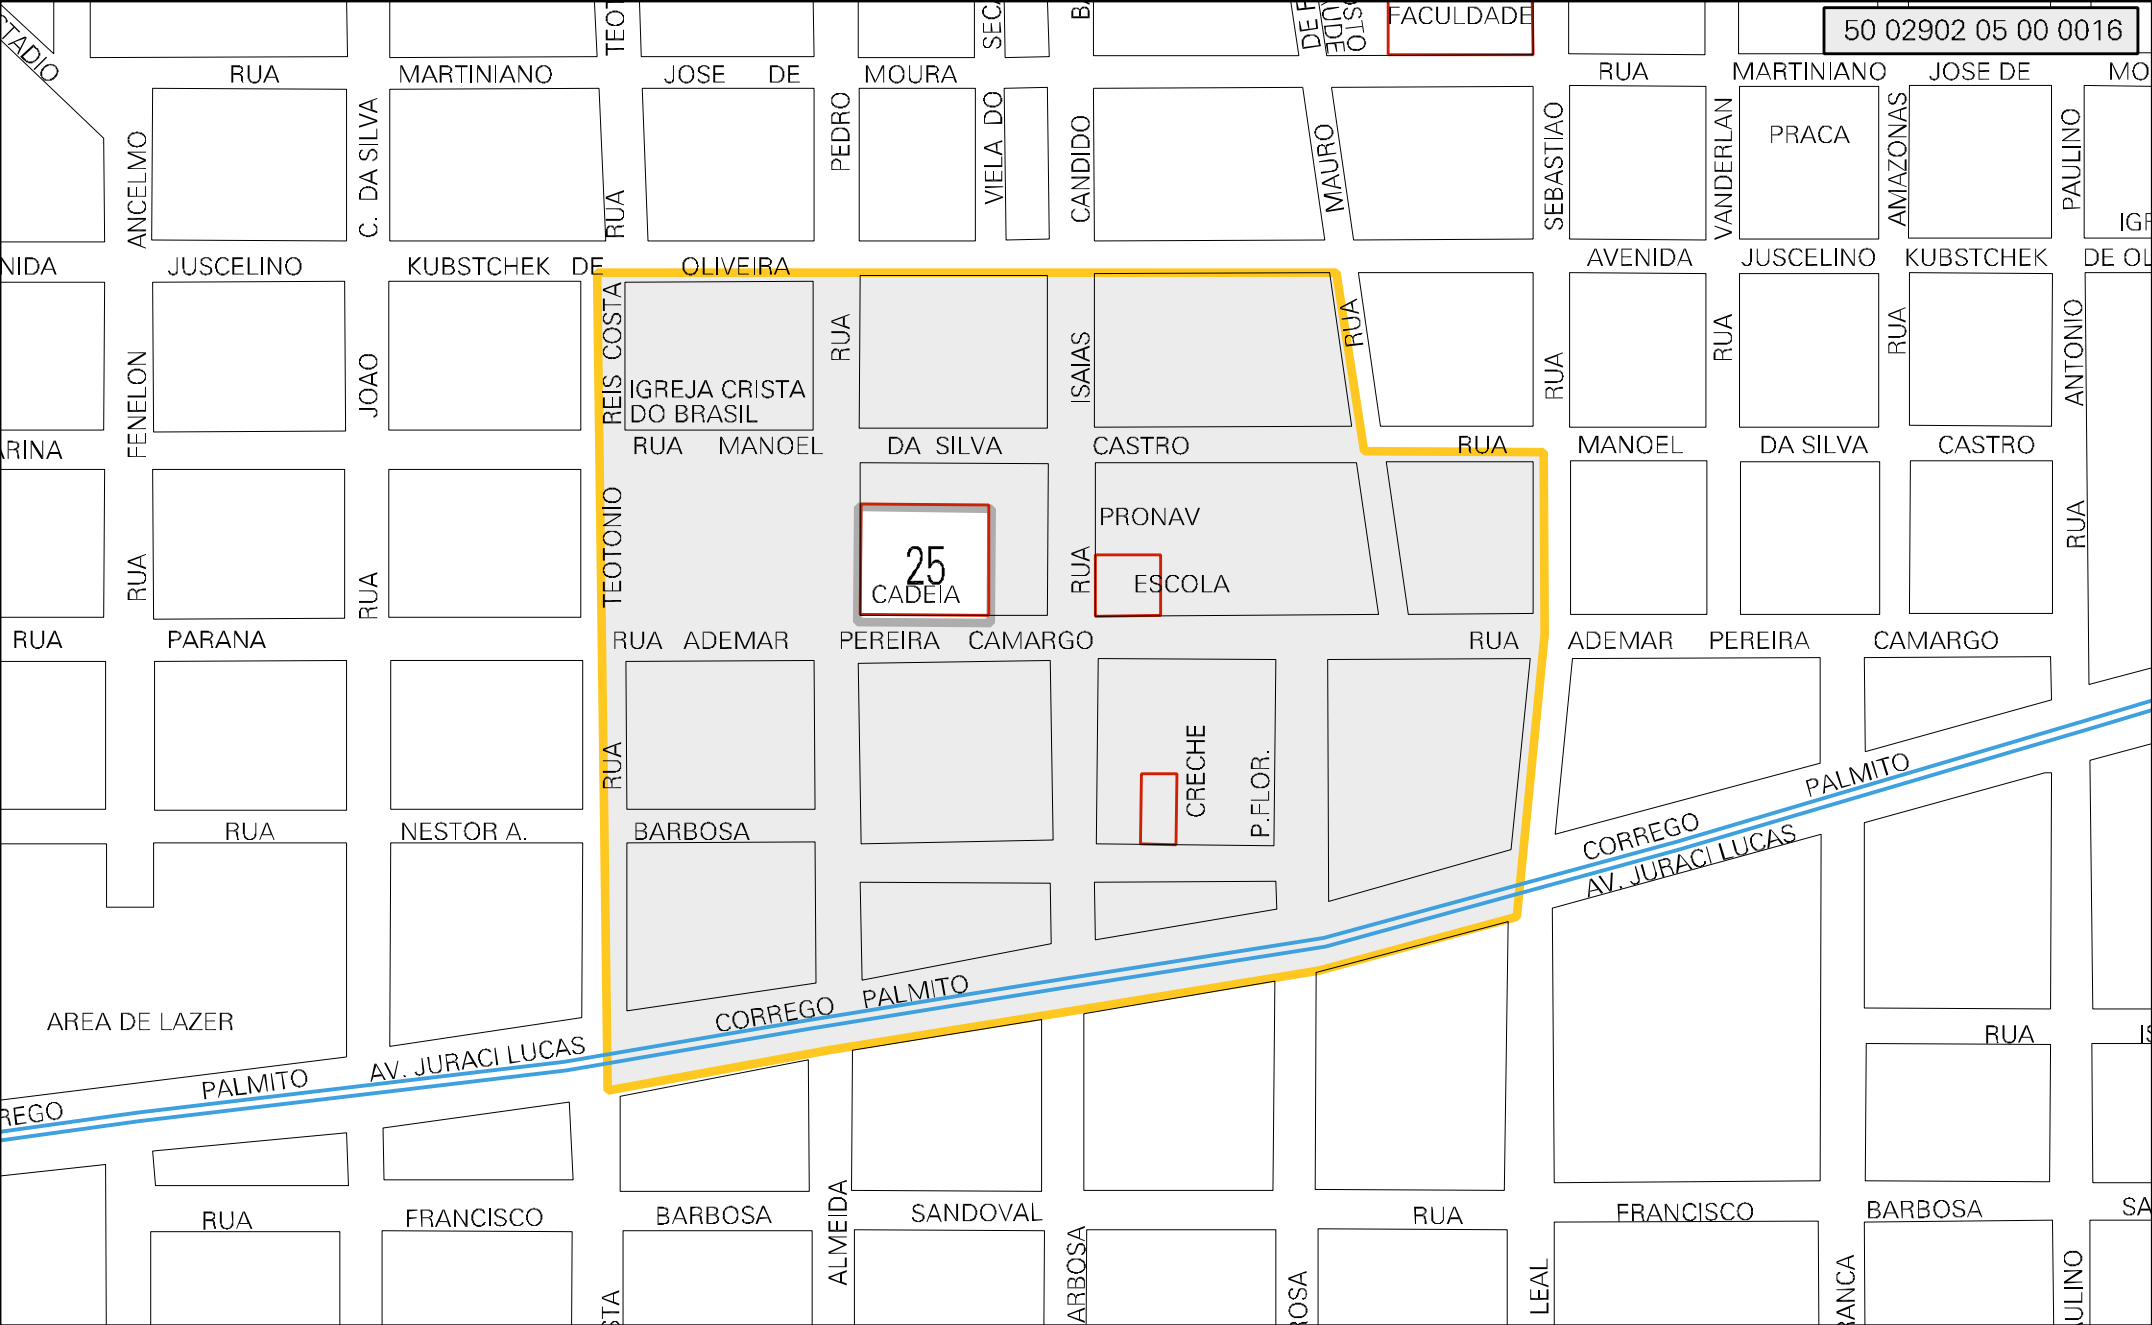 50 02902 05 00 0016
FACULDADE
RUA MARTINIANO JOSE DE MOURA
RUA MARTINIANO JOSE DE
PRACA
ANCELMO
C. DA SILVA
RUA
PEDRO
VIELA DO
CANDIDO
MAURO
SEBASTIAO
VANDERLAN
AMAZONAS
PAULINO
JUSCELINO KUBSTCHEK DE OLIVEIRA
AVENIDA JUSCELINO KUBSTCHEK
FENELON
JOAO
REIS COSTA
RUA
ISAIAS
RUA
RUA
RUA
RUA
ANTONIO
IGREJA CRISTA
DO BRASIL
RUA MANOEL DA SILVA CASTRO
RUA MANOEL DA SILVA CASTRO
RUA
RUA
TEOTONIO
RUA
RUA
PRONAV
25
CADEIA
ESCOLA
RUA PARANA
RUA ADEMAR PEREIRA CAMARGO
RUA ADEMAR PEREIRA CAMARGO
RUA
CRECHE
P.FLOR.
RUA NESTOR A. BARBOSA
CORREGO PALMITO
AV. JURACI LUCAS
CORREGO PALMITO
AREA DE LAZER
PALMITO
AV. JURACI LUCAS
RUA
RUA FRANCISCO BARBOSA SANDOVAL
RUA FRANCISCO BARBOSA
ALMEIDA
LEAL